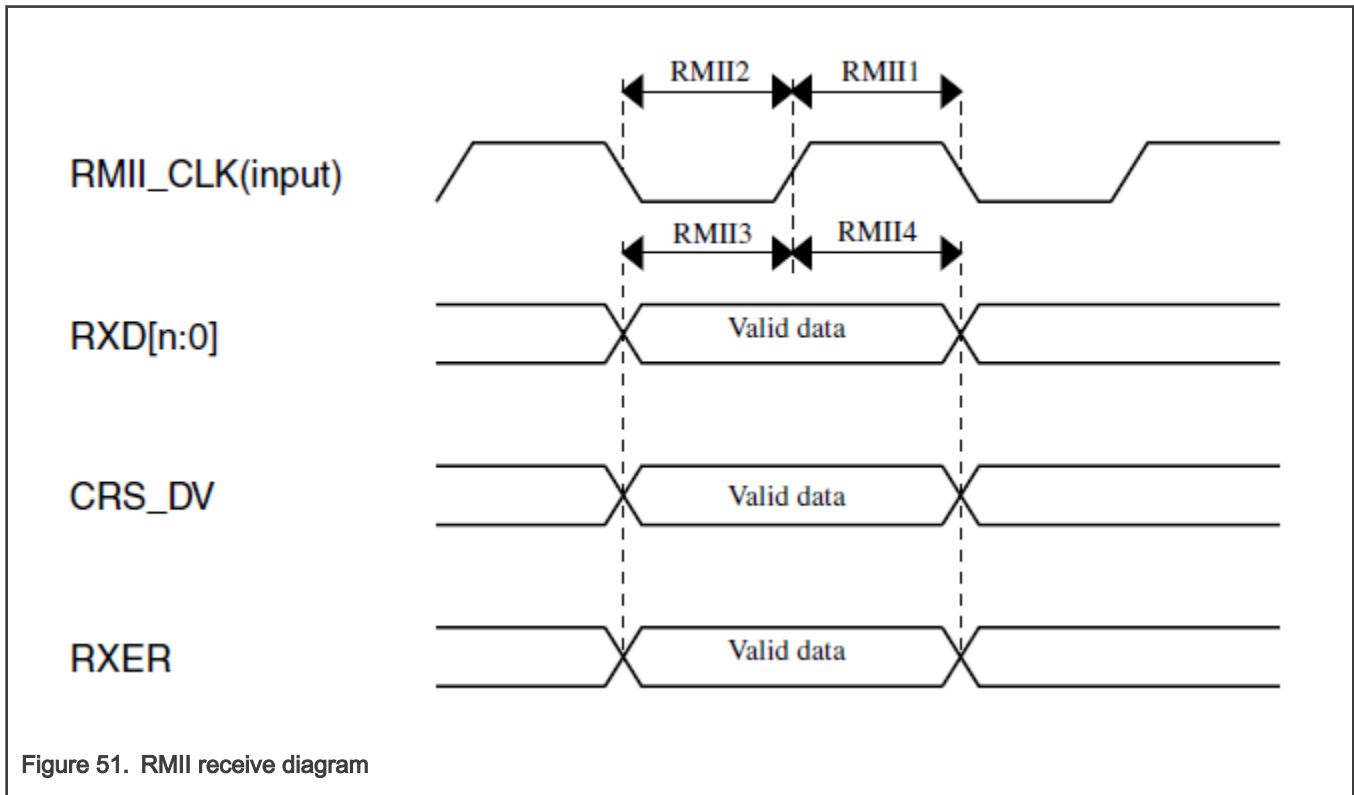 RMII2 RMII1
RMII_CLK(input)
RMII3 RMII4
RXD[n:0] Valid data
CRS_DV Valid data
RXER Valid data
Figure 51. RMII receive diagram